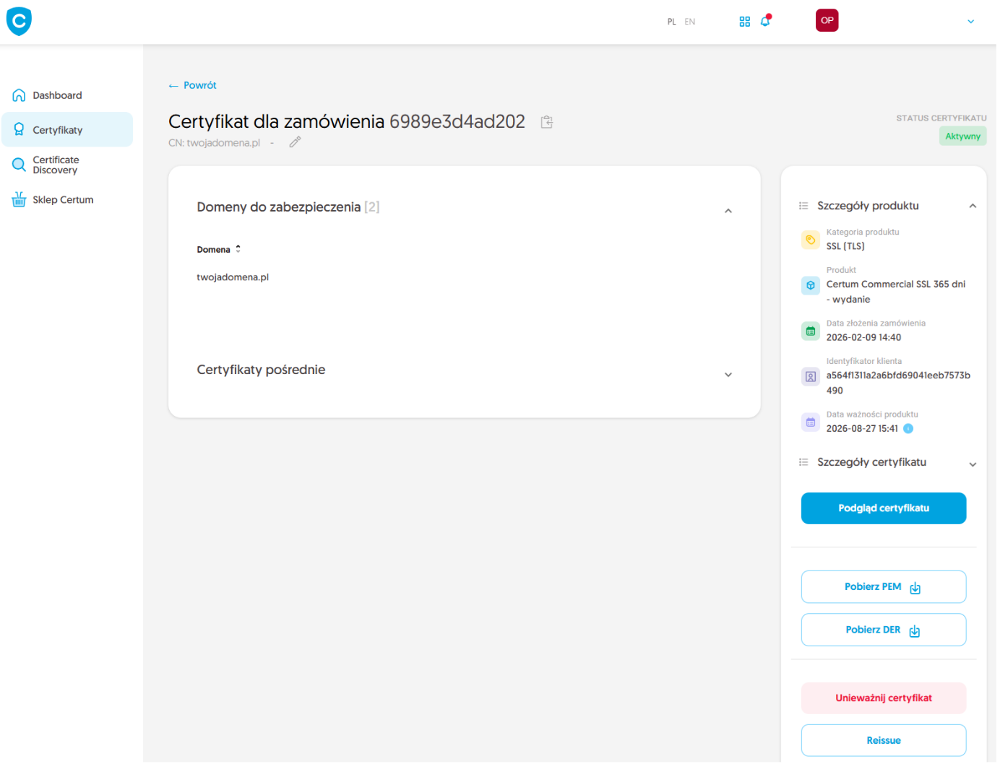 C
PL EN
OP
Dashboard
Certyfikaty
Certificate
Discovery
Sklep Certum
← Powrót
Certyfikat dla zamówienia 6989e3d4ad202
CN: twojadomena.pl -
STATUS CERTYFIKATU
Aktywny
Domeny do zabezpieczenia [2]
Domena
twojadomena.pl
Certyfikaty pośrednie
Szczegóły produktu
Kategoria produktu
SSL (TLS)
Produkt
Certum Commercial SSL 365 dni
- wydanie
Data złożenia zamówienia
2026-02-09 14:40
Identyfikator klienta
a564f1311a2a6bfd69041eeb7573b
490
Data ważności produktu
2026-08-27 15:41
Szczegóły certyfikatu
Podgląd certyfikatu
Pobierz PEM
Pobierz DER
Unieważnij certyfikat
Reissue